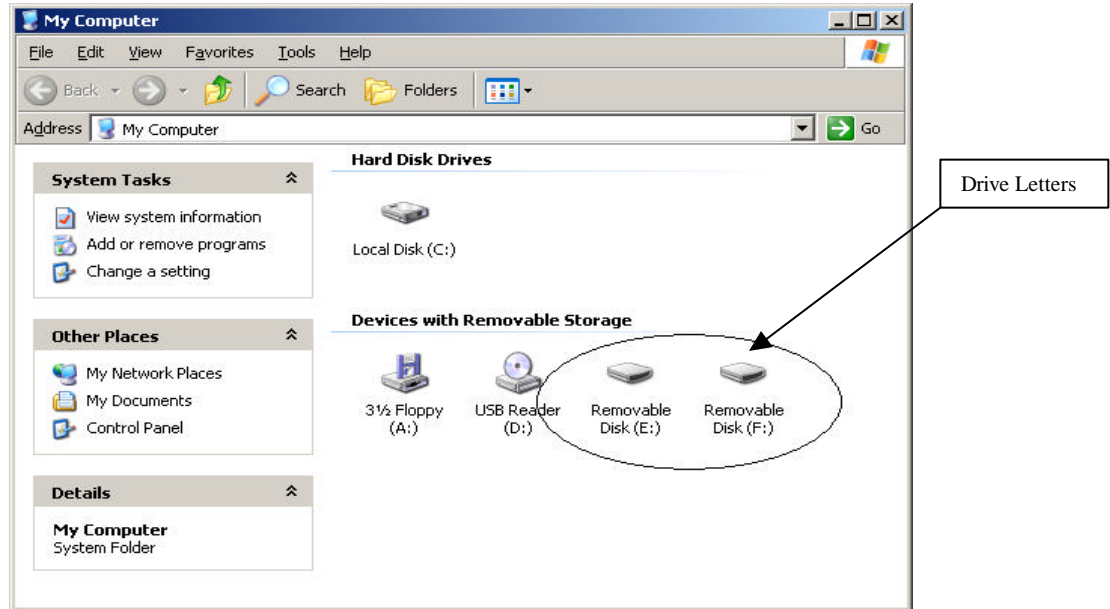 My Computer
File Edit View Favorites Tools Help
Back Search Folders
Address My Computer Go
System Tasks
View system information
Add or remove programs
Change a setting
Other Places
My Network Places
My Documents
Control Panel
Details
My Computer
System Folder
Hard Disk Drives
Local Disk (C:)
Devices with Removable Storage
3½ Floppy
(A:)
USB Reader
(D:)
Removable
Disk (E:)
Removable
Disk (F:)
Drive Letters